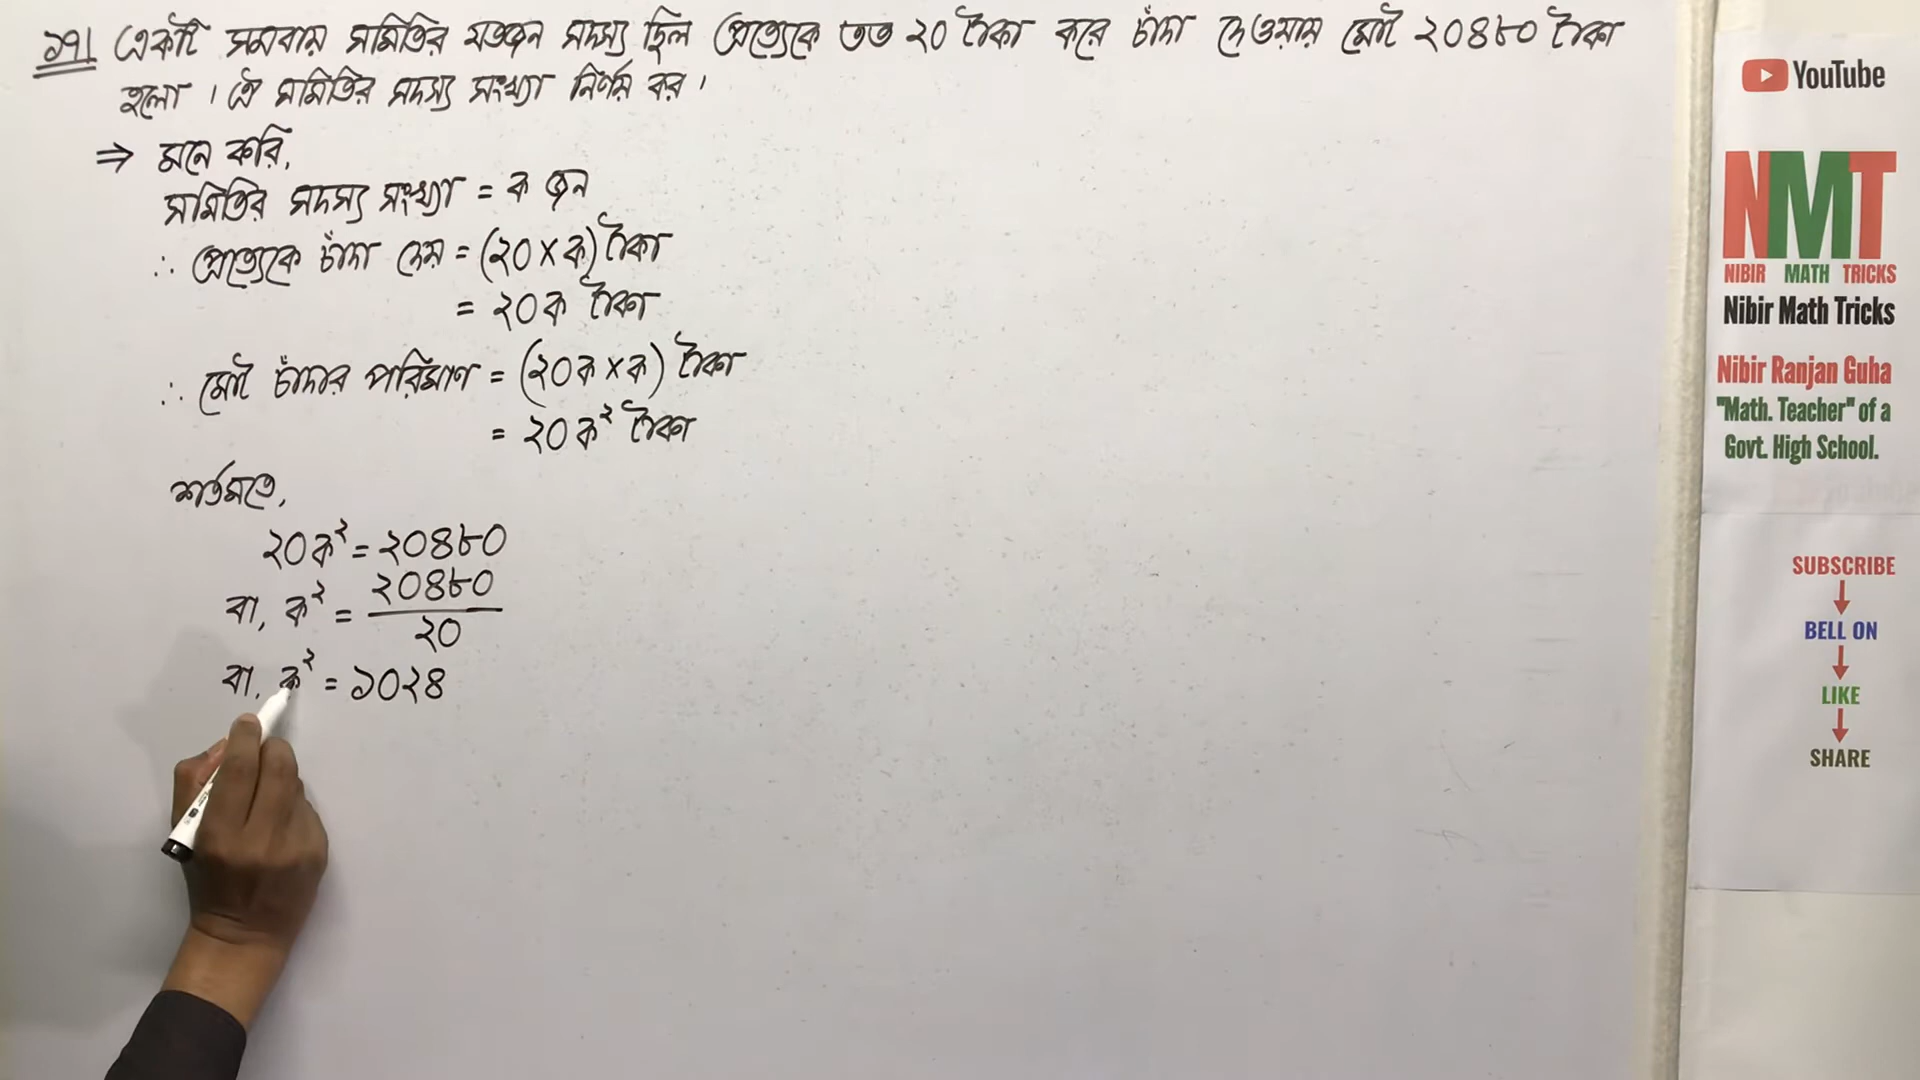 ১৭। একটি সমবায় সমিতির যতজন সদস্য ছিল প্রত্যেকে তত ২০ টাকা করে চাঁদা দেওয়ায় মোট ২০৪৮০ টাকা
হলো। ঐ সমিতির সদস্য সংখ্যা নির্ণয় কর।
⇒ মনে করি,
সমিতির সদস্য সংখ্যা = ক জন
∴ প্রত্যেকে চাঁদা দেয় = (২০ × ক) টাকা
= ২০ক টাকা
∴ মোট চাঁদার পরিমাণ = (২০ক × ক) টাকা
= ২০ক² টাকা
শর্তমতে,
২০ক² = ২০৪৮০
বা, ক² = ২০৪৮০/২০
বা, ক² = ১০২৪
YouTube
NMT
NIBIR MATH TRICKS
Nibir Math Tricks
Nibir Ranjan Guha
"Math. Teacher" of a
Govt. High School.
SUBSCRIBE
↓
BELL ON
↓
LIKE
↓
SHARE